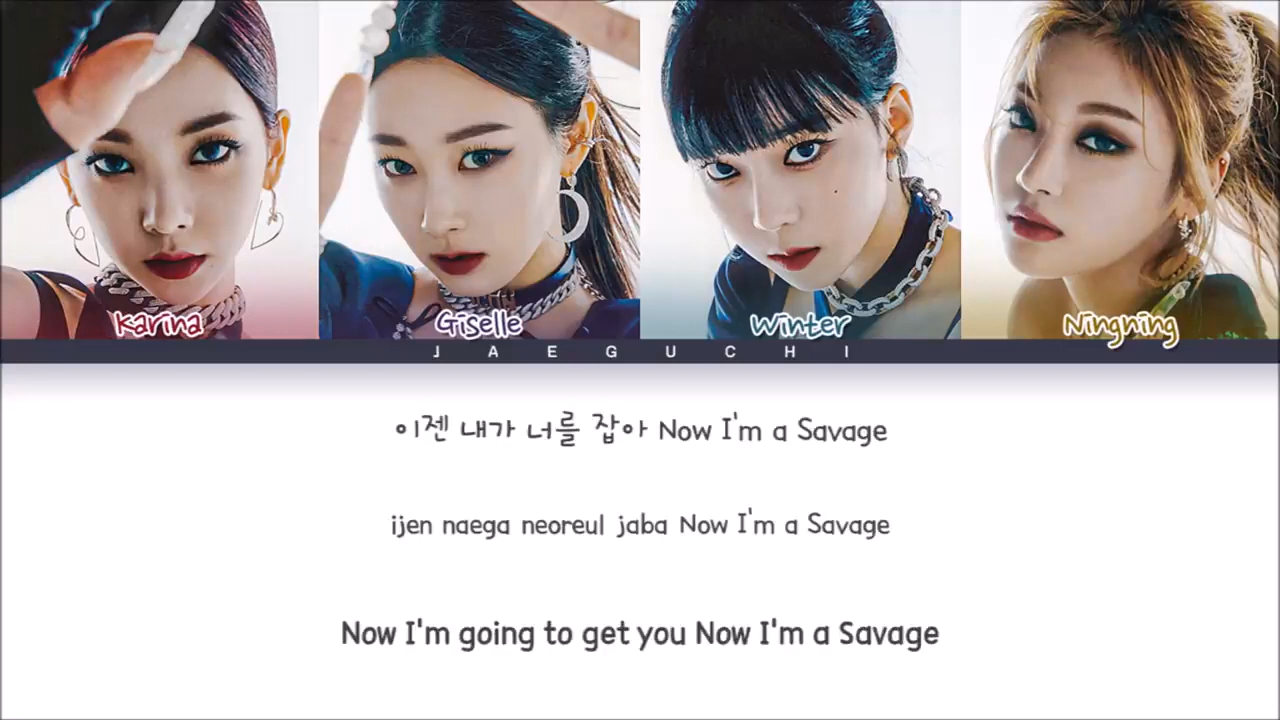 Karina Giselle Winter Ningning
JAEGUCHI
이젠 내가 너를 잡아 Now I'm a Savage
ijen naega neoreul jaba Now I'm a Savage
Now I'm going to get you Now I'm a Savage